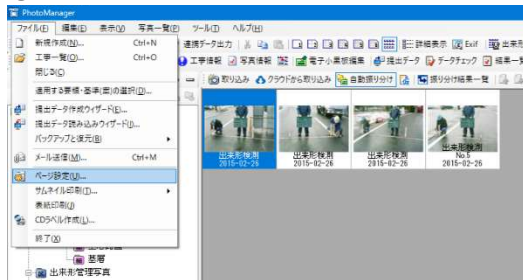 PhotoManager
ファイル(F) 編集(E) 表示(V) 写真一覧(P) ツール(T) ヘルプ(H)
新規作成(N)... Ctrl+N
工事一覧(O)... Ctrl+O
閉じる(C)
適用する要領・基準(案)の選択(D)...
提出データ作成ウィザード(E)...
提出データ読み込みウィザード(I)...
バックアップと復元(B)
メール送信(M)... Ctrl+M
ページ設定(U)...
サムネイル印刷(T)...
表紙印刷(J)
CDラベル作成(L)...
終了(X)
連携データ出力 詳細表示 Exif 出来形
工事情報 写真情報 電子小黒板編集 提出データ データチェック 結果一
取り込み クラウドから取り込み 自動振り分け 振り分け結果一覧
出来形検測
2015-02-26
出来形検測
2015-02-26
出来形検測
2015-02-26
出来形検測
No.5
2015-02-26
基層
出来形管理写真